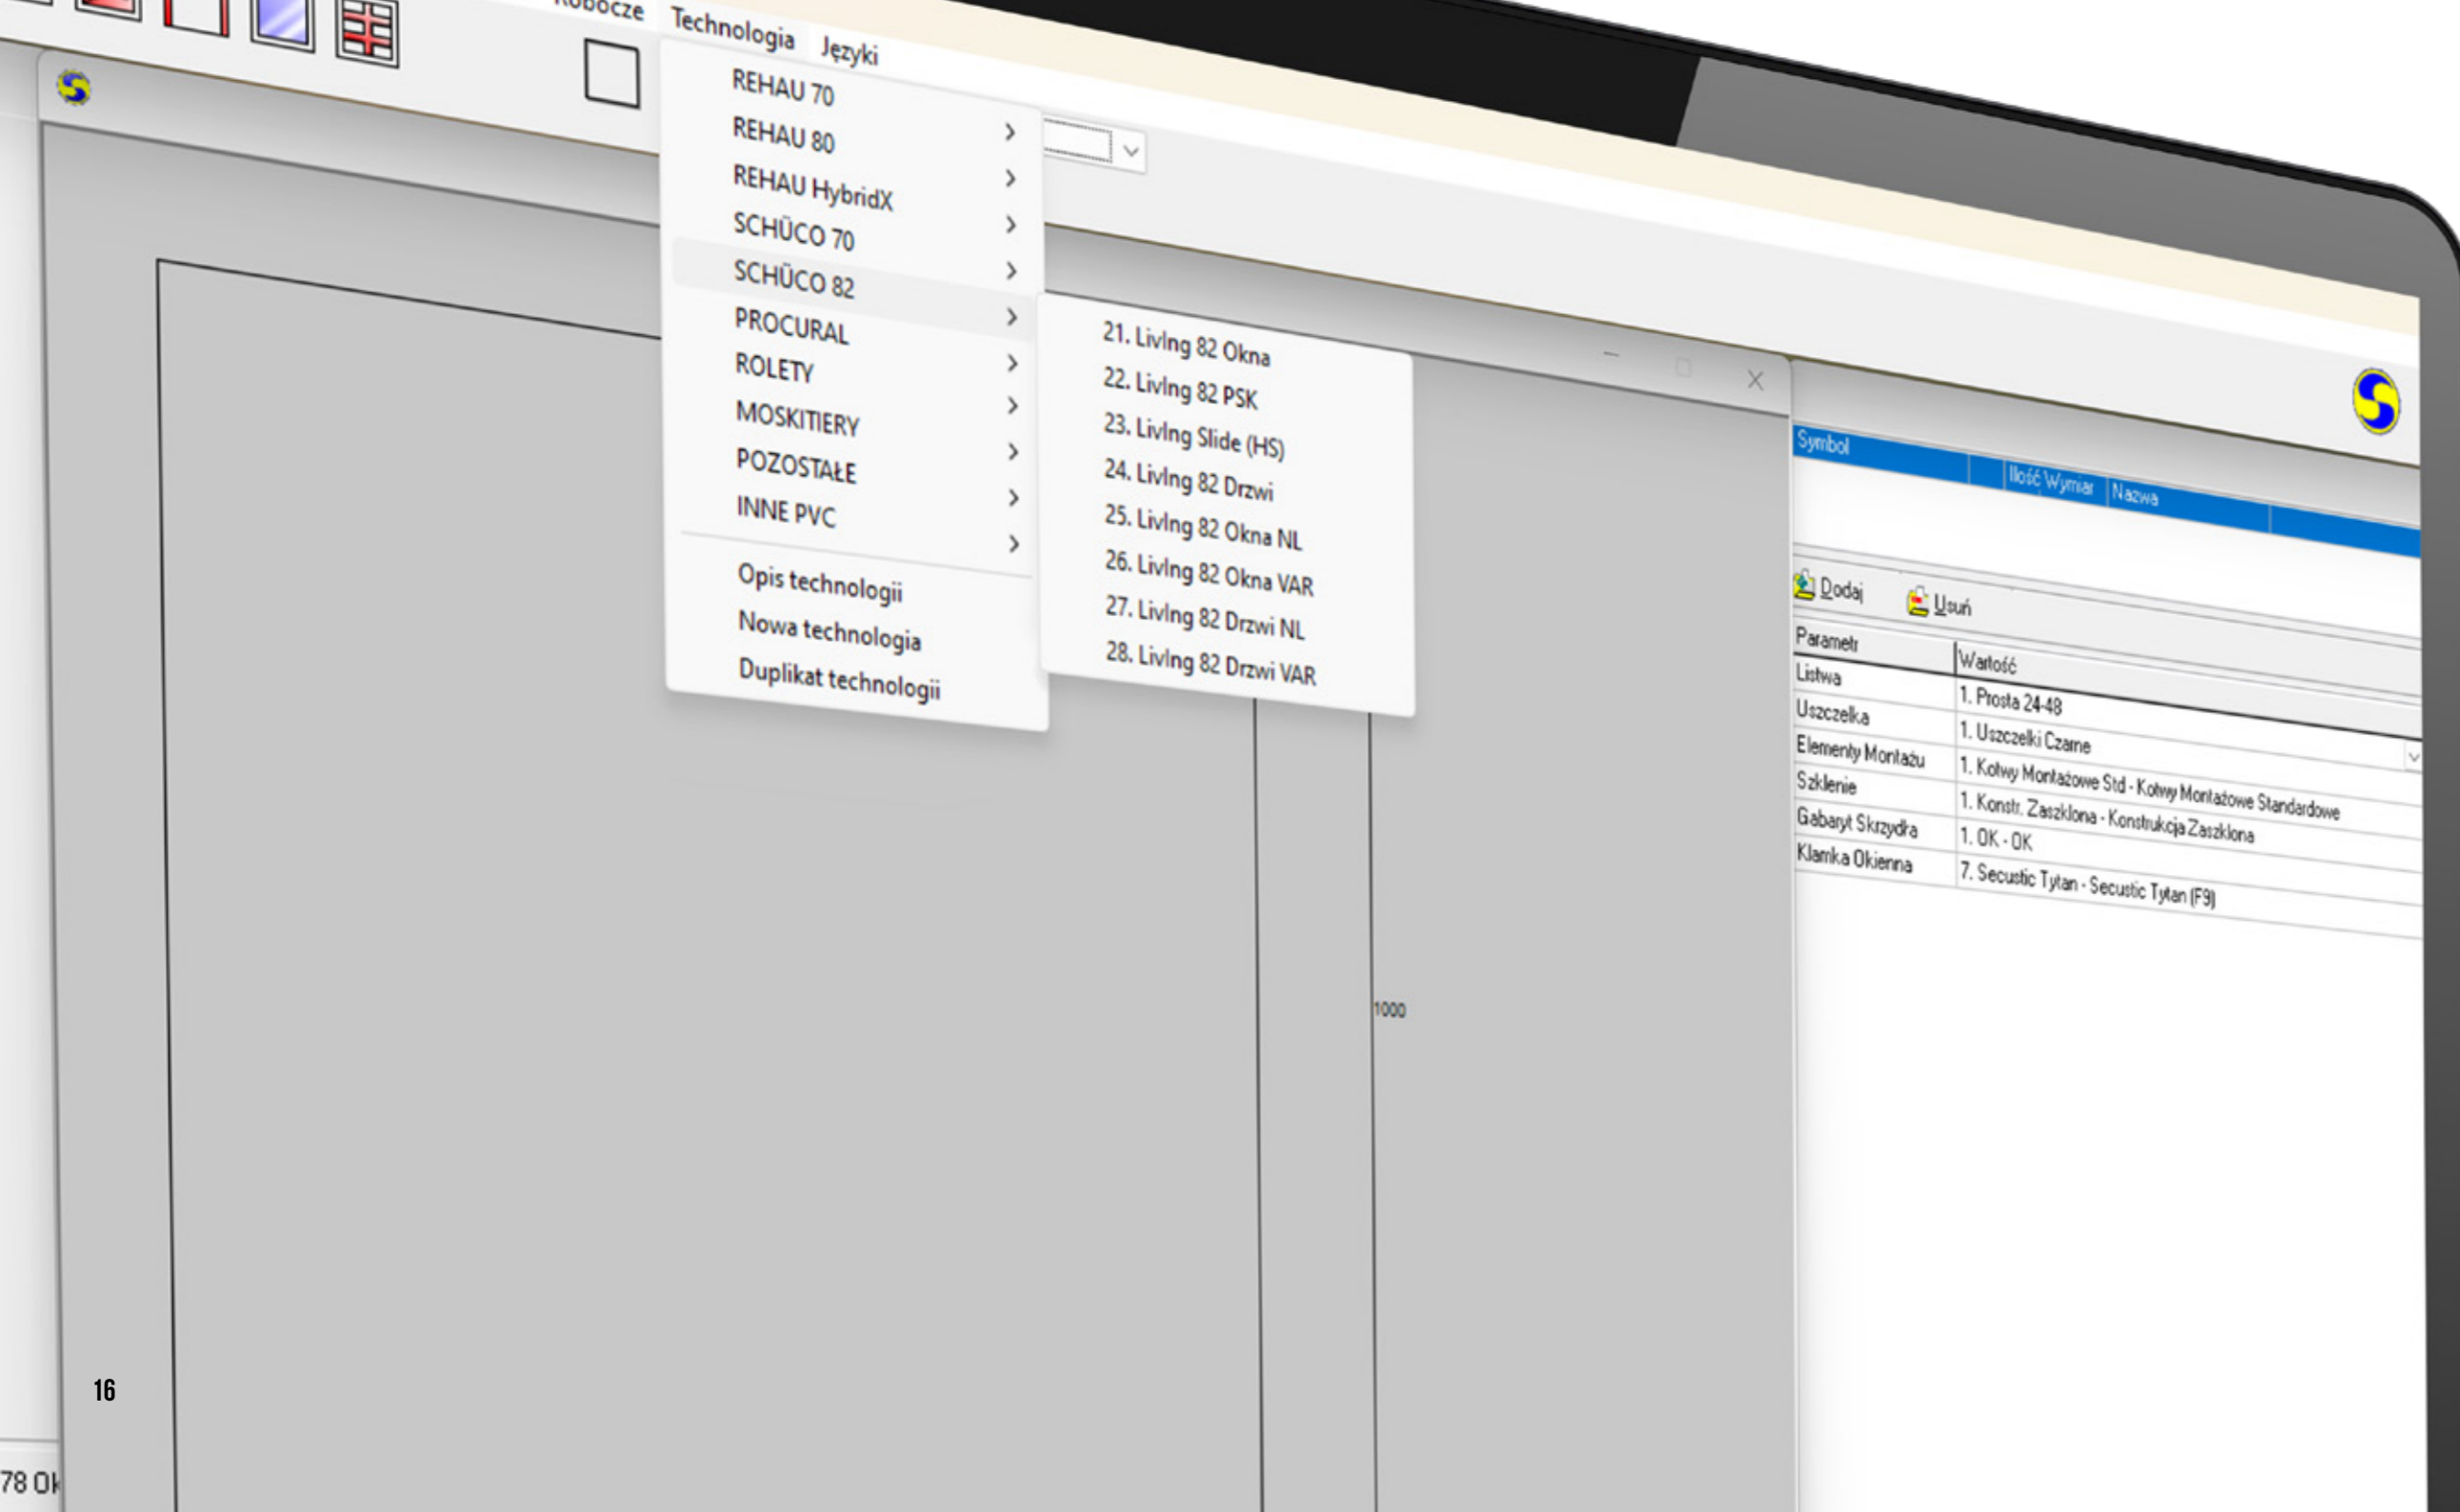 Robocze Technologia Języki
REHAU 70
REHAU 80
REHAU HybridX
SCHÜCO 70
SCHÜCO 82
PROCURAL
ROLETY
MOSKITIERY
POZOSTAŁE
INNE PVC
Opis technologii
Nowa technologia
Duplikat technologii
21. LivIng 82 Okna
22. LivIng 82 PSK
23. LivIng Slide (HS)
24. LivIng 82 Drzwi
25. LivIng 82 Okna NL
26. LivIng 82 Okna VAR
27. LivIng 82 Drzwi NL
28. LivIng 82 Drzwi VAR
Symbol Ilość Wymiar Nazwa
Dodaj Usuń
Parametr Wartość
Listwa 1. Prosta 24-48
Uszczelka 1. Uszczelki Czarne
Elementy Montażu 1. Kotwy Montażowe Std - Kotwy Montażowe Standardowe
Szklenie 1. Konstr. Zaszklona - Konstrukcja Zaszklona
Gabaryt Skrzydła 1. OK - OK
Klamka Okienna 7. Secustic Tytan - Secustic Tytan (F9)
1000
16
78